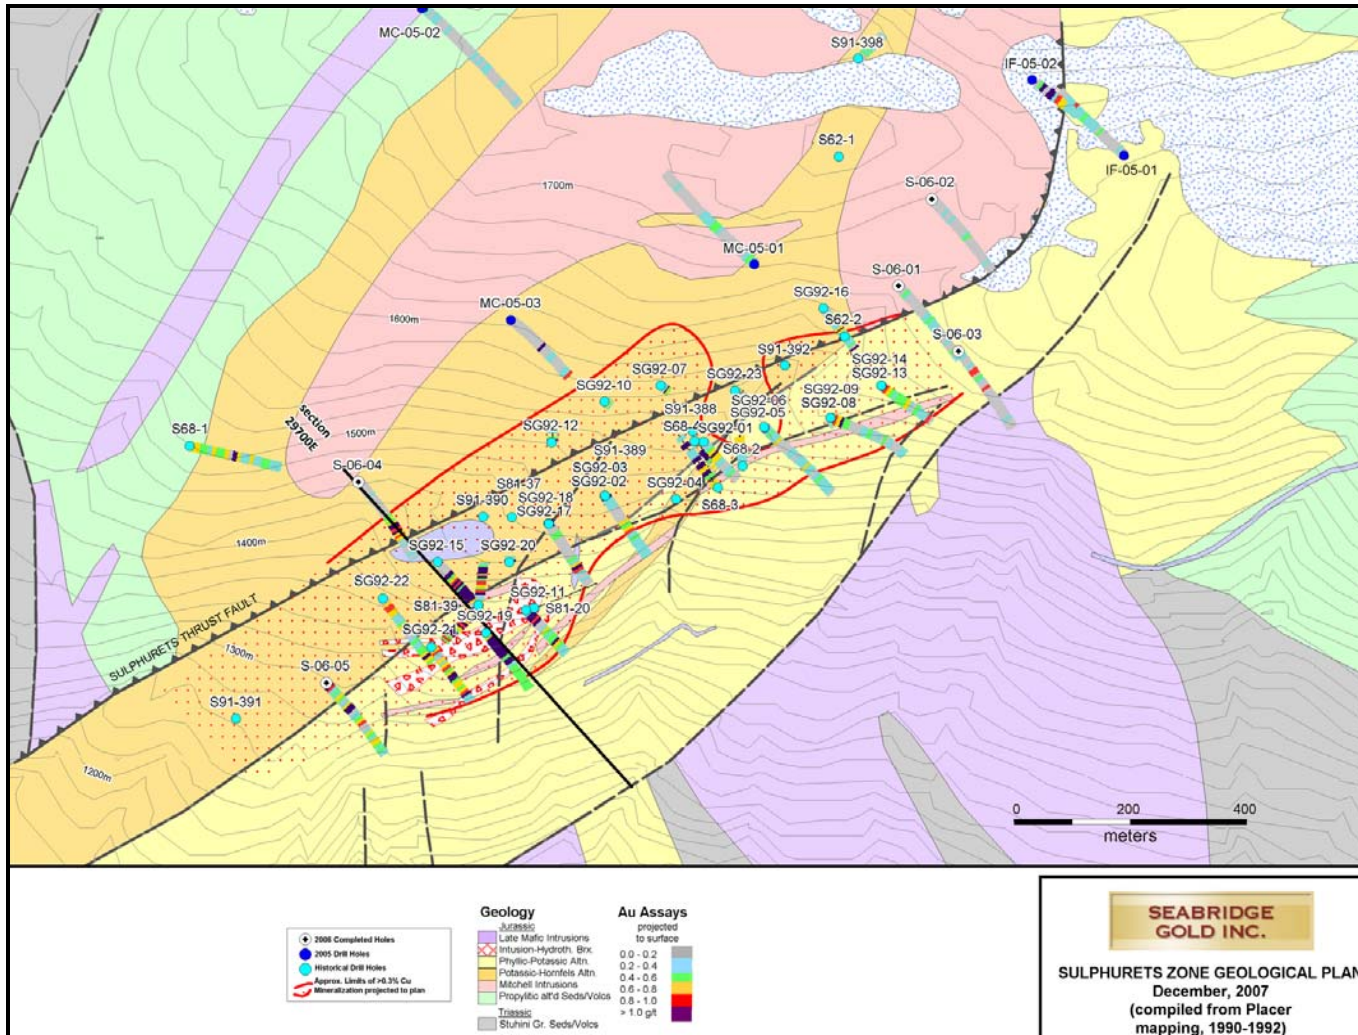 MC-05-02
S91-398
IF-05-02
S62-1
IF-05-01
1700m
S-06-02
MC-05-01
S-06-01
SG92-16
MC-05-03
1600m
S62-2
S-06-03
S91-392
SG92-14
SG92-13
SG92-07
SG92-23
SG92-10
SG92-09
SG92-08
SG92-06
SG92-05
S91-388
section
29700E
S68-1
1500m
SG92-12
SG92-01
S91-389
S68-2
S-06-04
SG92-03
SG92-02
S81-37
S91-390
SG92-18
SG92-17
SG92-04
S68-3
1400m
SG92-15
SG92-20
SG92-22
SG92-11
S81-39
S81-20
SG92-19
SG92-21
SULPHURETS THRUST FAULT
1300m
S-06-05
S91-391
1200m
0 200 400
meters
2006 Completed Holes
2005 Drill Holes
Historical Drill Holes
Approx. Limits of >0.3% Cu
Mineralization projected to plan
Geology
Jurassic
Late Mafic Intrusions
Intusion-Hydroth. Brx.
Phyllic-Potassic Altn.
Potassic-Hornfels Altn.
Mitchell Intrusions
Propylitic alt'd Seds/Volcs
Triassic
Stuhini Gr. Seds/Volcs
Au Assays
projected
to surface
0.0 - 0.2
0.2 - 0.4
0.4 - 0.6
0.6 - 0.8
0.8 - 1.0
> 1.0 g/t
SEABRIDGE
GOLD INC.
SULPHURETS ZONE GEOLOGICAL PLAN
December, 2007
(compiled from Placer
mapping, 1990-1992)